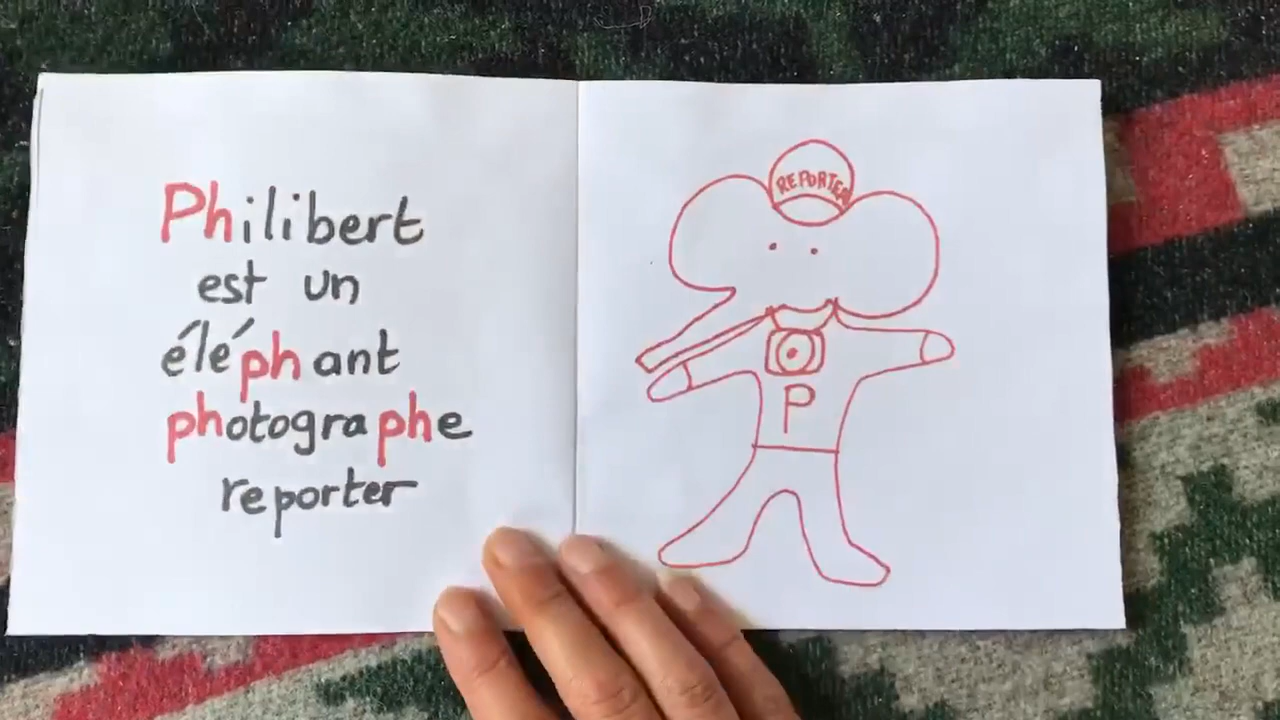 Philibert
est un
éléphant
photographe
reporter
REPORTER
P